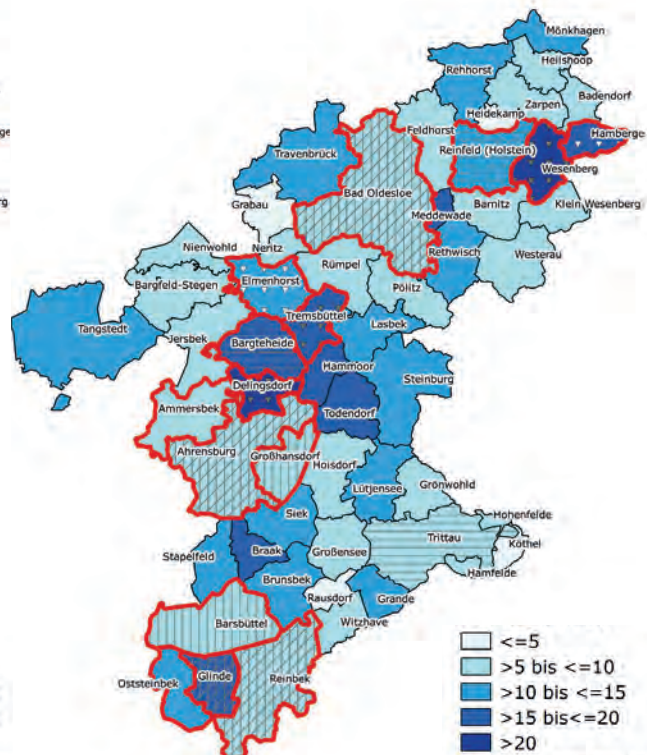 Mönkhagen
Rehhorst
Heilshoop
Badendorf
Zarpen
Heidekamp
Hamberge
Feldhorst
Reinfeld (Holstein)
Travenbrück
Wesenberg
Bad Oldesloe
Grabau
Meddewade
Barnitz
Klein Wesenberg
Nienwohld
Neritz
Rethwisch
Westerau
Rümpel
Elmenhorst
Bargfeld-Stegen
Pölitz
Tremsbüttel
Tangstedt
Lasbek
Jersbek
Bargteheide
Hammoor
Steinburg
Delingsdorf
Ammersbek
Todendorf
Ahrensburg
Großhansdorf
Hoisdorf
Grönwohld
Lütjensee
Siek
Hohenfelde
Trittau
Köthel
Braak
Großensee
Stapelfeld
Hamfelde
Brunsbek
Rausdorf
Grande
Witzhave
Barsbüttel
Glinde
Reinbek
Oststeinbek
<=5
>5 bis <=10
>10 bis <=15
>15 bis<=20
>20